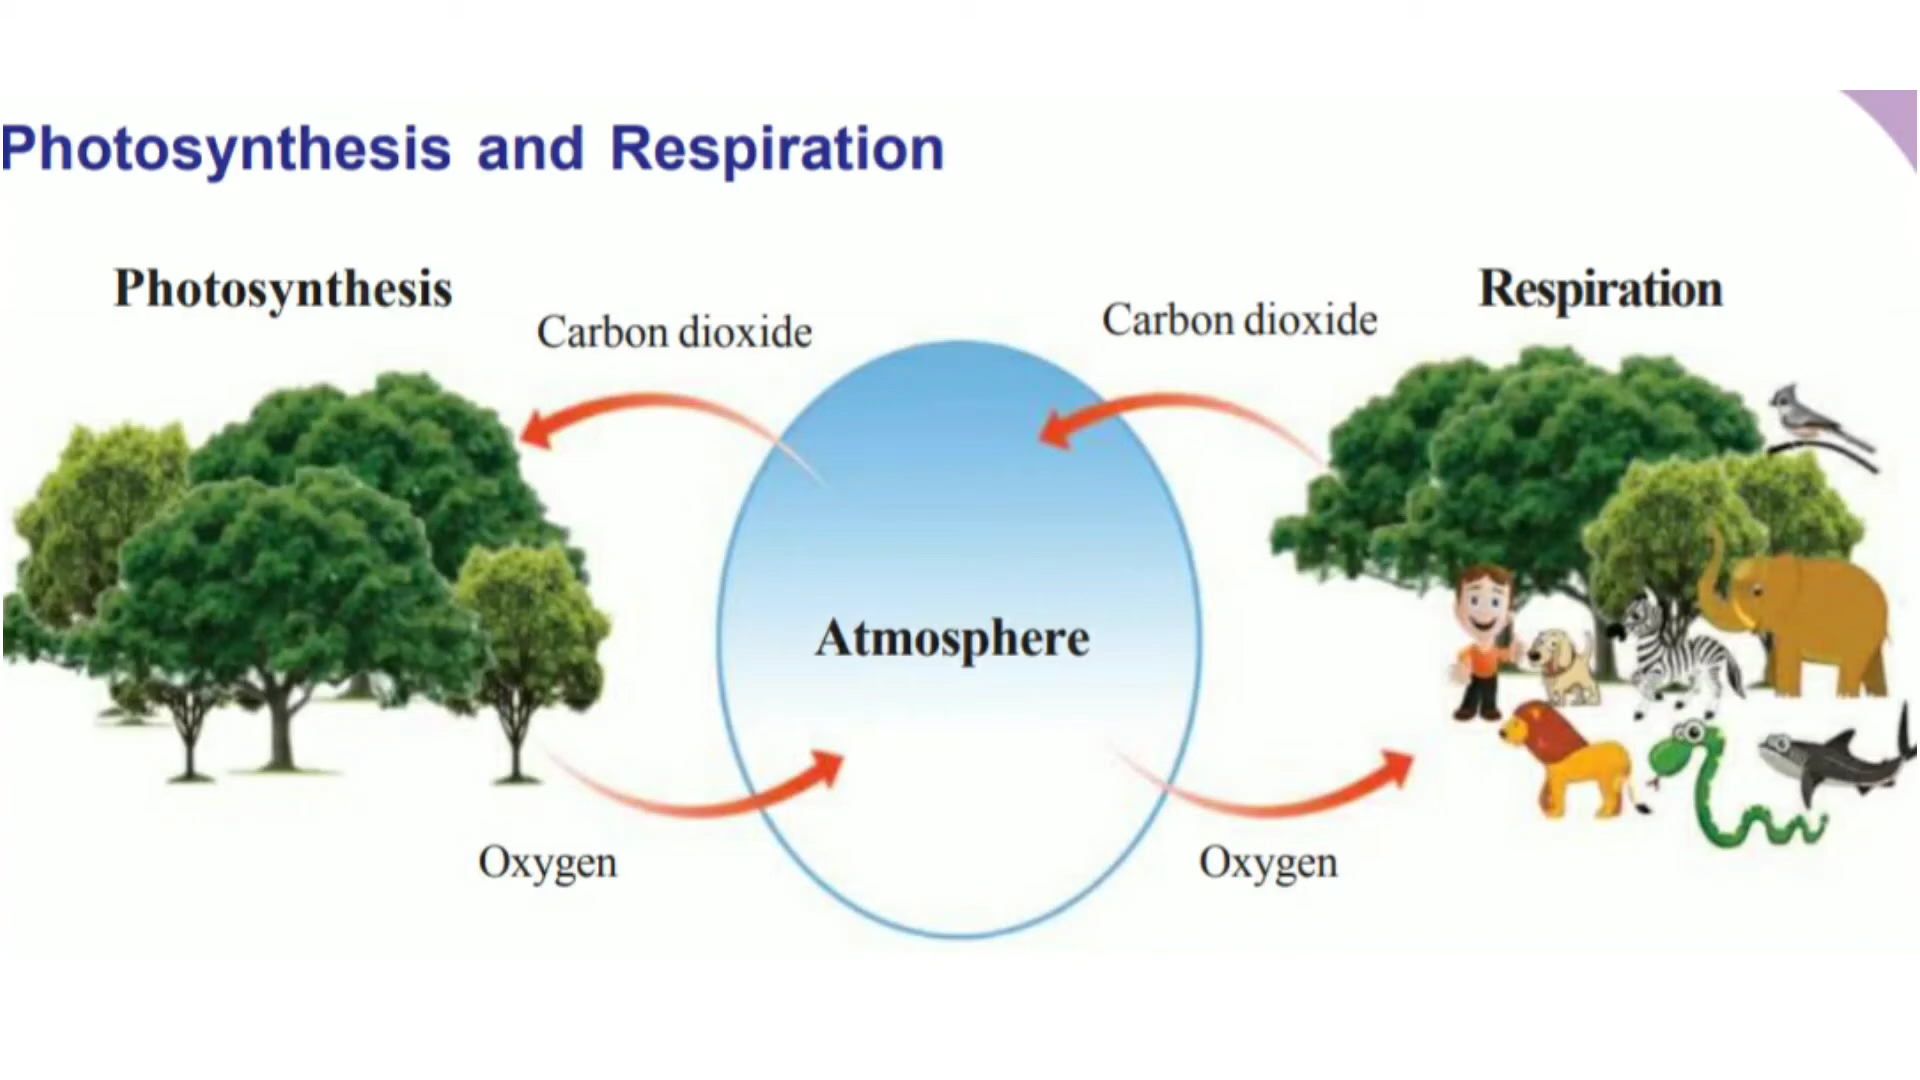 Photosynthesis and Respiration
Photosynthesis
Respiration
Carbon dioxide
Carbon dioxide
Atmosphere
Oxygen
Oxygen